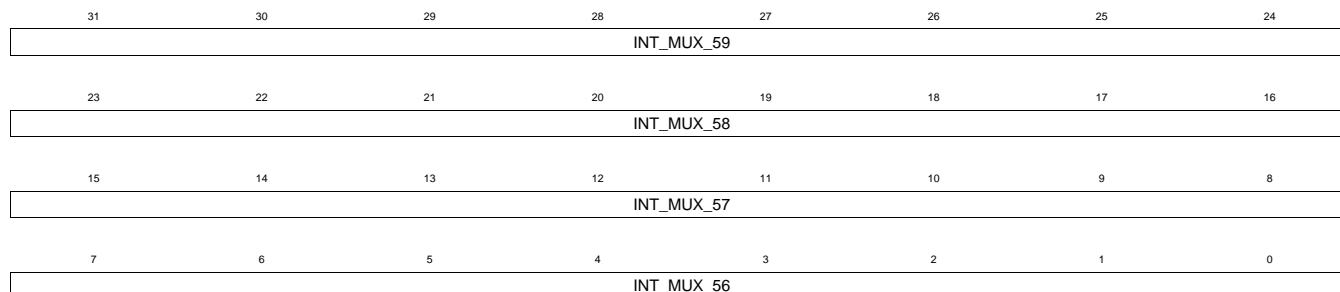 31 30 29 28 27 26 25 24
INT_MUX_59
23 22 21 20 19 18 17 16
INT_MUX_58
15 14 13 12 11 10 9 8
INT_MUX_57
7 6 5 4 3 2 1 0
INT_MUX_56